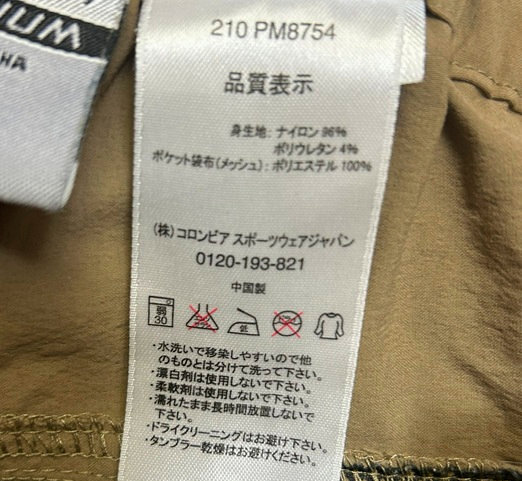 NIUM
HA
210 PM8754
品質表示
身生地: ナイロン 96%
ポリウレタン 4%
ポケット袋布(メッシュ): ポリエステル 100%
(株) コロンビア スポーツウェアジャパン
0120-193-821
中国製
弱
30
低
ドライ
・水洗いで移染しやすいので他
のものとは分けて洗って下さい。
・漂白剤は使用しないで下さい。
・柔軟剤は使用しないで下さい。
・濡れたまま長時間放置しないで
下さい。
・ドライクリーニングはお避け下さい。
・タンブラー乾燥はお避けください。